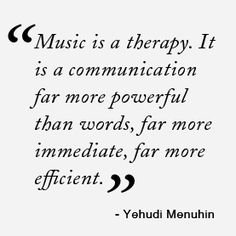 “Music is a therapy. It
is a communication
far more powerful
than words, far more
immediate, far more
efficient.”
- Yehudi Menuhin